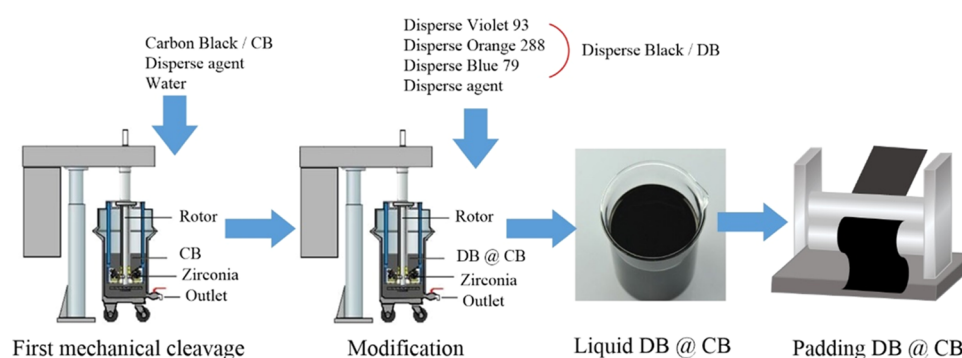 Carbon Black / CB
Disperse agent
Water
Disperse Violet 93
Disperse Orange 288
Disperse Blue 79
Disperse agent
Disperse Black / DB
Rotor
CB
Zirconia
Outlet
Rotor
DB @ CB
Zirconia
Outlet
First mechanical cleavage
Modification
Liquid DB @ CB
Padding DB @ CB